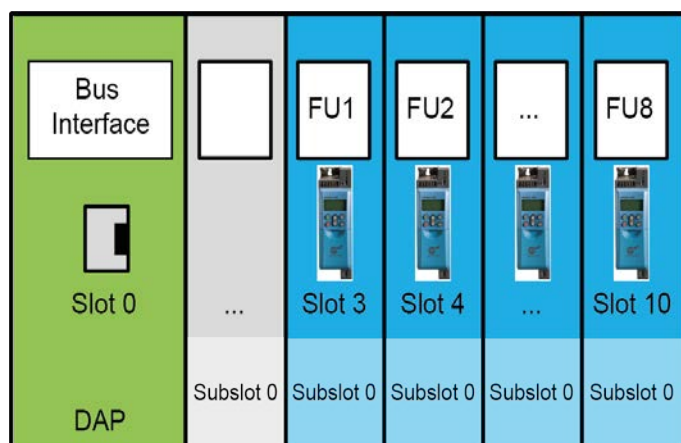 Bus
Interface
FU1
FU2
...
FU8
Slot 0
...
Slot 3
Slot 4
...
Slot 10
Subslot 0
Subslot 0
Subslot 0
Subslot 0
Subslot 0
DAP